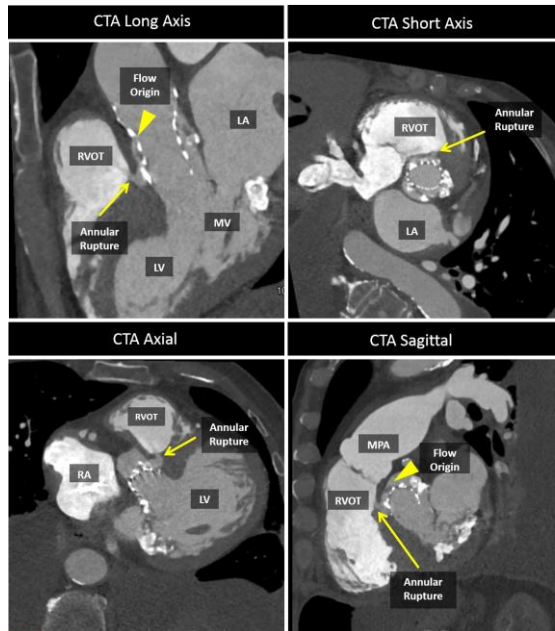 CTA Long Axis
Flow
Origin
LA
RVOT
Annular
Rupture
MV
LV
CTA Short Axis
RVOT
Annular
Rupture
LA
CTA Axial
RVOT
Annular
Rupture
RA
LV
CTA Sagittal
MPA
Flow
Origin
RVOT
Annular
Rupture